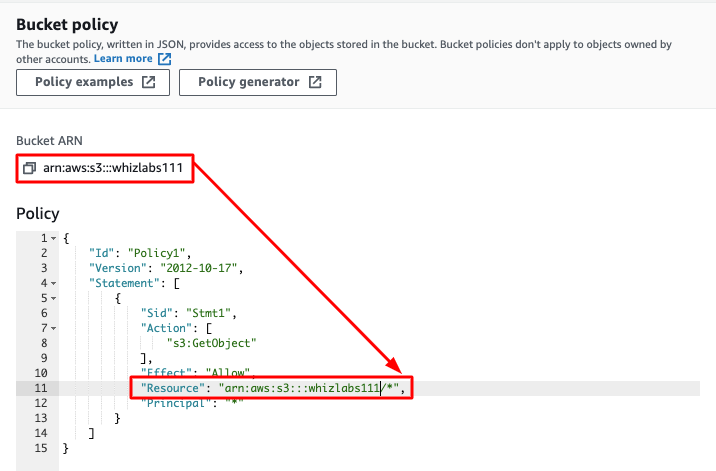 Bucket policy
The bucket policy, written in JSON, provides access to the objects stored in the bucket. Bucket policies don't apply to objects owned by
other accounts. Learn more
Policy examples Policy generator
Bucket ARN
arn:aws:s3:::whizlabs111
Policy
1 {
2 "Id": "Policy1",
3 "Version": "2012-10-17",
4 "Statement": [
5 {
6 "Sid": "Stmt1",
7 "Action": [
8 "s3:GetObject"
9 ],
10 "Effect": "Allow",
11 "Resource": "arn:aws:s3:::whizlabs111/*",
12 "Principal": "*"
13 }
14 ]
15 }